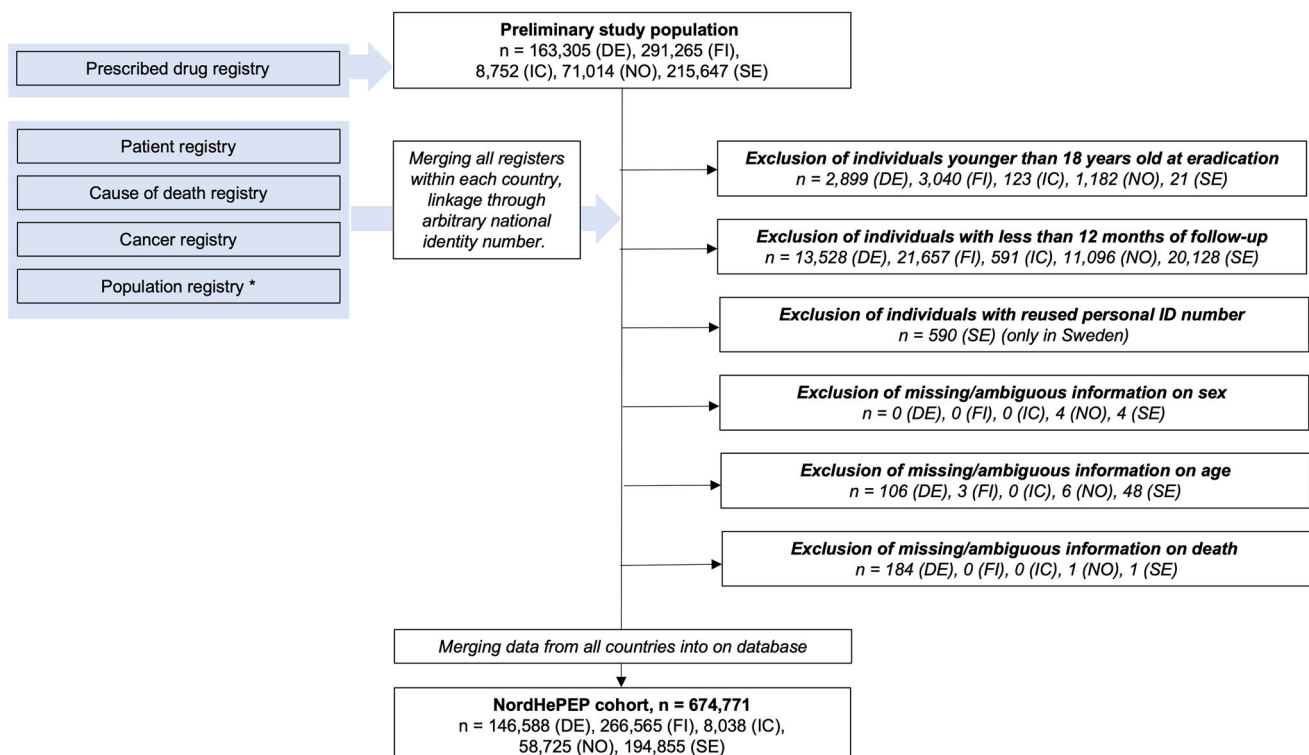 Preliminary study population
n = 163,305 (DE), 291,265 (FI),
8,752 (IC), 71,014 (NO), 215,647 (SE)
Prescribed drug registry
Patient registry
Cause of death registry
Cancer registry
Population registry *
Merging all registers
within each country,
linkage through
arbitrary national
identity number.
Exclusion of individuals younger than 18 years old at eradication
n = 2,899 (DE), 3,040 (FI), 123 (IC), 1,182 (NO), 21 (SE)
Exclusion of individuals with less than 12 months of follow-up
n = 13,528 (DE), 21,657 (FI), 591 (IC), 11,096 (NO), 20,128 (SE)
Exclusion of individuals with reused personal ID number
n = 590 (SE) (only in Sweden)
Exclusion of missing/ambiguous information on sex
n = 0 (DE), 0 (FI), 0 (IC), 4 (NO), 4 (SE)
Exclusion of missing/ambiguous information on age
n = 106 (DE), 3 (FI), 0 (IC), 6 (NO), 48 (SE)
Exclusion of missing/ambiguous information on death
n = 184 (DE), 0 (FI), 0 (IC), 1 (NO), 1 (SE)
Merging data from all countries into on database
NordHePEP cohort, n = 674,771
n = 146,588 (DE), 266,565 (FI), 8,038 (IC),
58,725 (NO), 194,855 (SE)